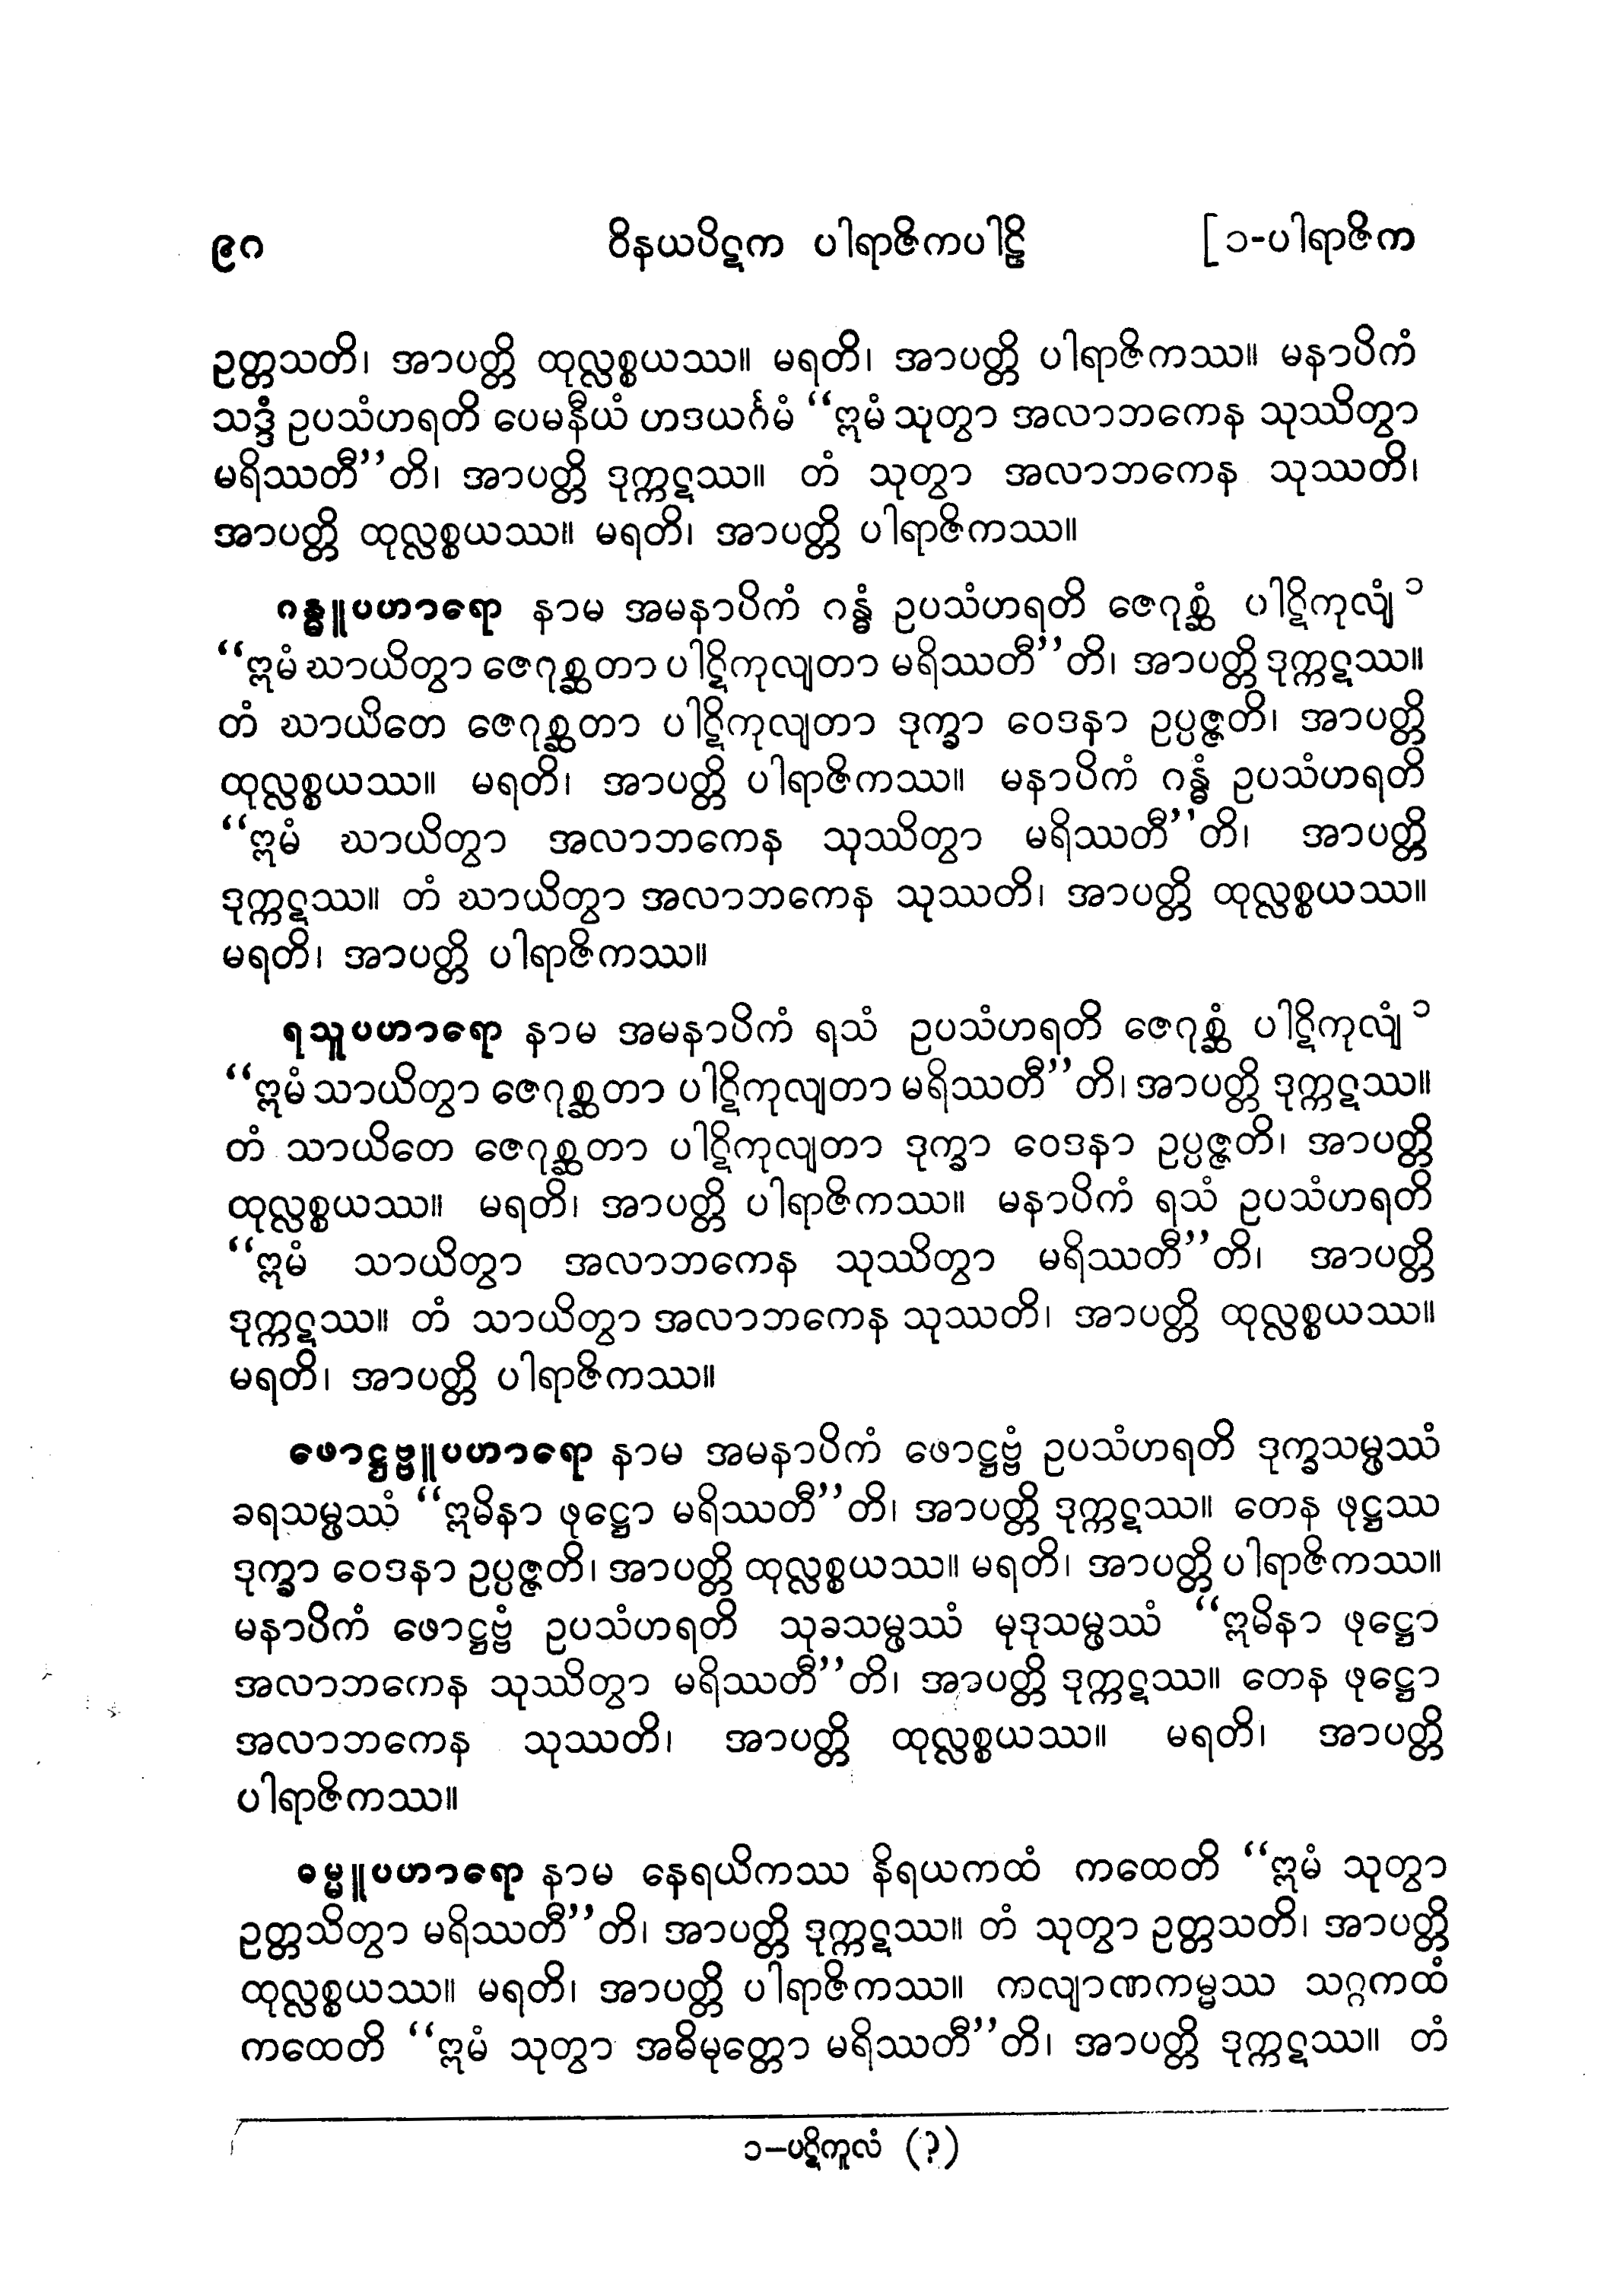 ၉၀ ဝိနယပိဋက ပါရာဇိကပါဠိ [၁-ပါရာဇိက
ဥတ္တသတိ၊ အာပတ္တိ ထုလ္လစ္စယဿ။ မရတိ၊ အာပတ္တိ ပါရာဇိကဿ။ မနာပိကံ
သဒ္ဒံ ဥပသံဟရတိ ပေမနီယံ ဟဒယင်္ဂမံ “ဣမံ သုတွာ အလာဘကေန သုဿိတွာ
မရိဿတီ”တိ၊ အာပတ္တိ ဒုက္ကဋဿ။ တံ သုတွာ အလာဘကေန သုဿတိ၊
အာပတ္တိ ထုလ္လစ္စယဿ။ မရတိ၊ အာပတ္တိ ပါရာဇိကဿ။
ဂန္ဓူပဟာရော နာမ အမနာပိကံ ဂန္ဓံ ဥပသံဟရတိ ဇေဂုစ္ဆံ ပါဋိကုလျံ ၁
“ဣမံ ဃာယိတွာ ဇေဂုစ္ဆတာ ပါဋိကုလျတာ မရိဿတီ”တိ၊ အာပတ္တိ ဒုက္ကဋဿ။
တံ ဃာယိတေ ဇေဂုစ္ဆတာ ပါဋိကုလျတာ ဒုက္ခာ ဝေဒနာ ဥပ္ပဇ္ဇတိ၊ အာပတ္တိ
ထုလ္လစ္စယဿ။ မရတိ၊ အာပတ္တိ ပါရာဇိကဿ။ မနာပိကံ ဂန္ဓံ ဥပသံဟရတိ
“ဣမံ ဃာယိတွာ အလာဘကေန သုဿိတွာ မရိဿတီ”တိ၊ အာပတ္တိ
ဒုက္ကဋဿ။ တံ ဃာယိတွာ အလာဘကေန သုဿတိ၊ အာပတ္တိ ထုလ္လစ္စယဿ။
မရတိ၊ အာပတ္တိ ပါရာဇိကဿ။
ရသူပဟာရော နာမ အမနာပိကံ ရသံ ဥပသံဟရတိ ဇေဂုစ္ဆံ ပါဋိကုလျံ ၁
“ဣမံ သာယိတွာ ဇေဂုစ္ဆတာ ပါဋိကုလျတာ မရိဿတီ”တိ၊ အာပတ္တိ ဒုက္ကဋဿ။
တံ သာယိတေ ဇေဂုစ္ဆတာ ပါဋိကုလျတာ ဒုက္ခာ ဝေဒနာ ဥပ္ပဇ္ဇတိ၊ အာပတ္တိ
ထုလ္လစ္စယဿ။ မရတိ၊ အာပတ္တိ ပါရာဇိကဿ။ မနာပိကံ ရသံ ဥပသံဟရတိ
“ဣမံ သာယိတွာ အလာဘကေန သုဿိတွာ မရိဿတီ”တိ၊ အာပတ္တိ
ဒုက္ကဋဿ။ တံ သာယိတွာ အလာဘကေန သုဿတိ၊ အာပတ္တိ ထုလ္လစ္စယဿ။
မရတိ၊ အာပတ္တိ ပါရာဇိကဿ။
ဖောဋ္ဌဗ္ဗူပဟာရော နာမ အမနာပိကံ ဖောဋ္ဌဗ္ဗံ ဥပသံဟရတိ ဒုက္ခသမ္ဖဿံ
ခရသမ္ဖဿံ “ဣမိနာ ဖုဋ္ဌော မရိဿတီ”တိ၊ အာပတ္တိ ဒုက္ကဋဿ။ တေန ဖုဋ္ဌဿ
ဒုက္ခာ ဝေဒနာ ဥပ္ပဇ္ဇတိ၊ အာပတ္တိ ထုလ္လစ္စယဿ။ မရတိ၊ အာပတ္တိ ပါရာဇိကဿ။
မနာပိကံ ဖောဋ္ဌဗ္ဗံ ဥပသံဟရတိ သုခသမ္ဖဿံ မုဒုသမ္ဖဿံ “ဣမိနာ ဖုဋ္ဌော
အလာဘကေန သုဿိတွာ မရိဿတီ”တိ၊ အာပတ္တိ ဒုက္ကဋဿ။ တေန ဖုဋ္ဌော
အလာဘကေန သုဿတိ၊ အာပတ္တိ ထုလ္လစ္စယဿ။ မရတိ၊ အာပတ္တိ
ပါရာဇိကဿ။
ဓမ္မူပဟာရော နာမ နေရယိကဿ နိရယကထံ ကထေတိ “ဣမံ သုတွာ
ဥတ္တသိတွာ မရိဿတီ”တိ၊ အာပတ္တိ ဒုက္ကဋဿ။ တံ သုတွာ ဥတ္တသတိ၊ အာပတ္တိ
ထုလ္လစ္စယဿ။ မရတိ၊ အာပတ္တိ ပါရာဇိကဿ။ ကလျာဏကမ္မဿ သဂ္ဂကထံ
ကထေတိ “ဣမံ သုတွာ အဓိမုတ္တော မရိဿတီ”တိ၊ အာပတ္တိ ဒုက္ကဋဿ။ တံ
၁–ပဋိကူလံ (?)